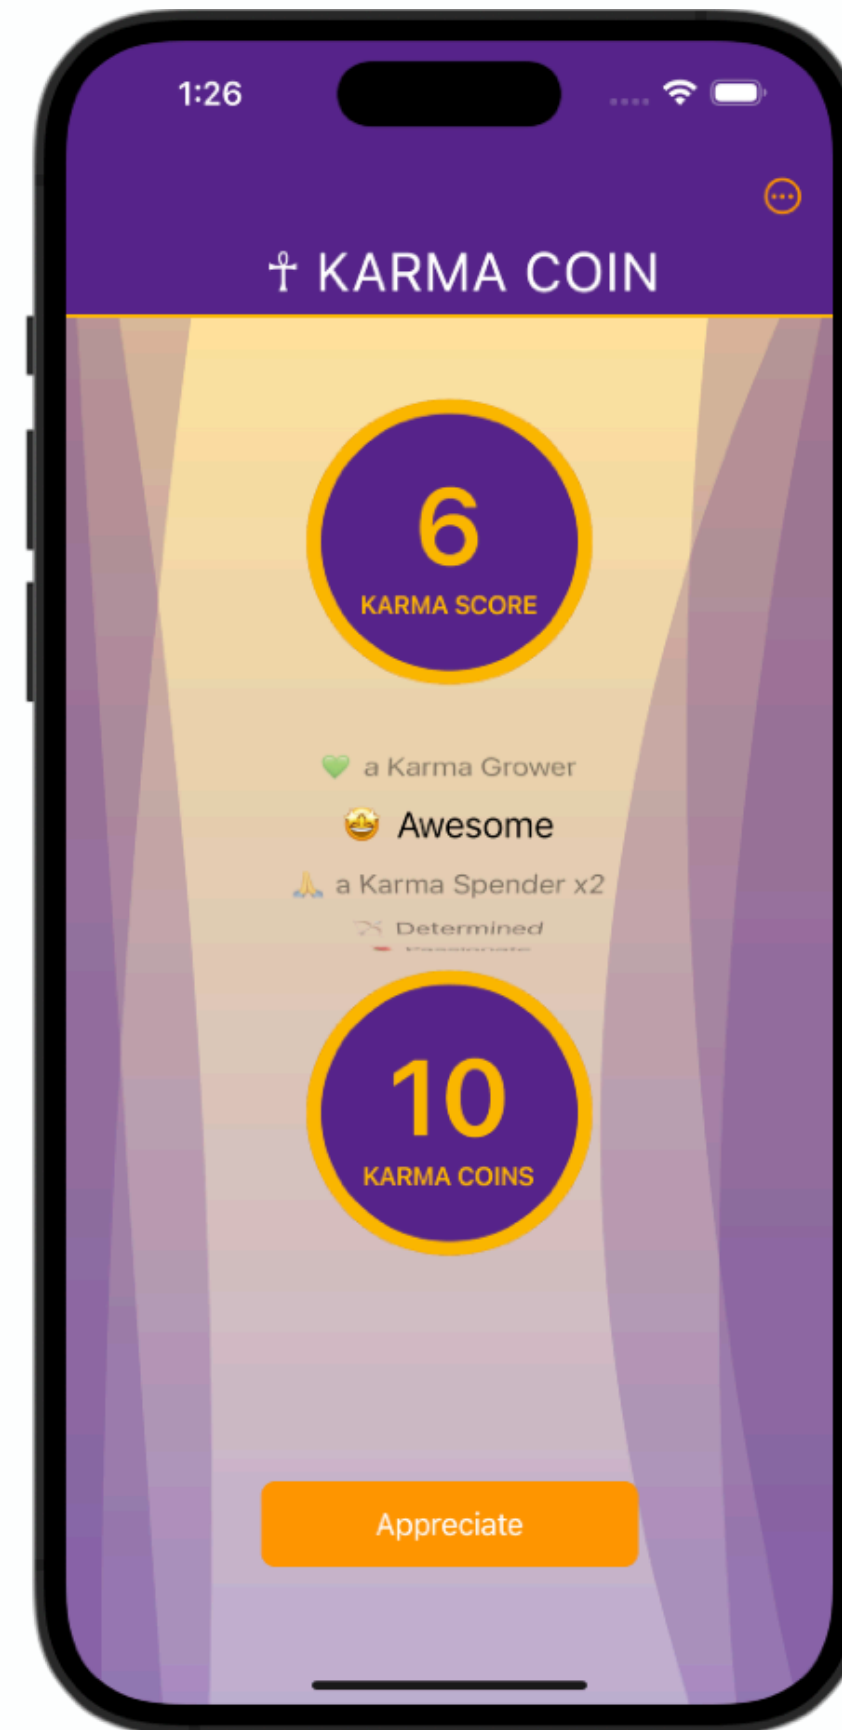 1:26
☥ KARMA COIN
6
KARMA SCORE
💚 a Karma Grower
🤩 Awesome
🙏 a Karma Spender x2
Determined
10
KARMA COINS
Appreciate